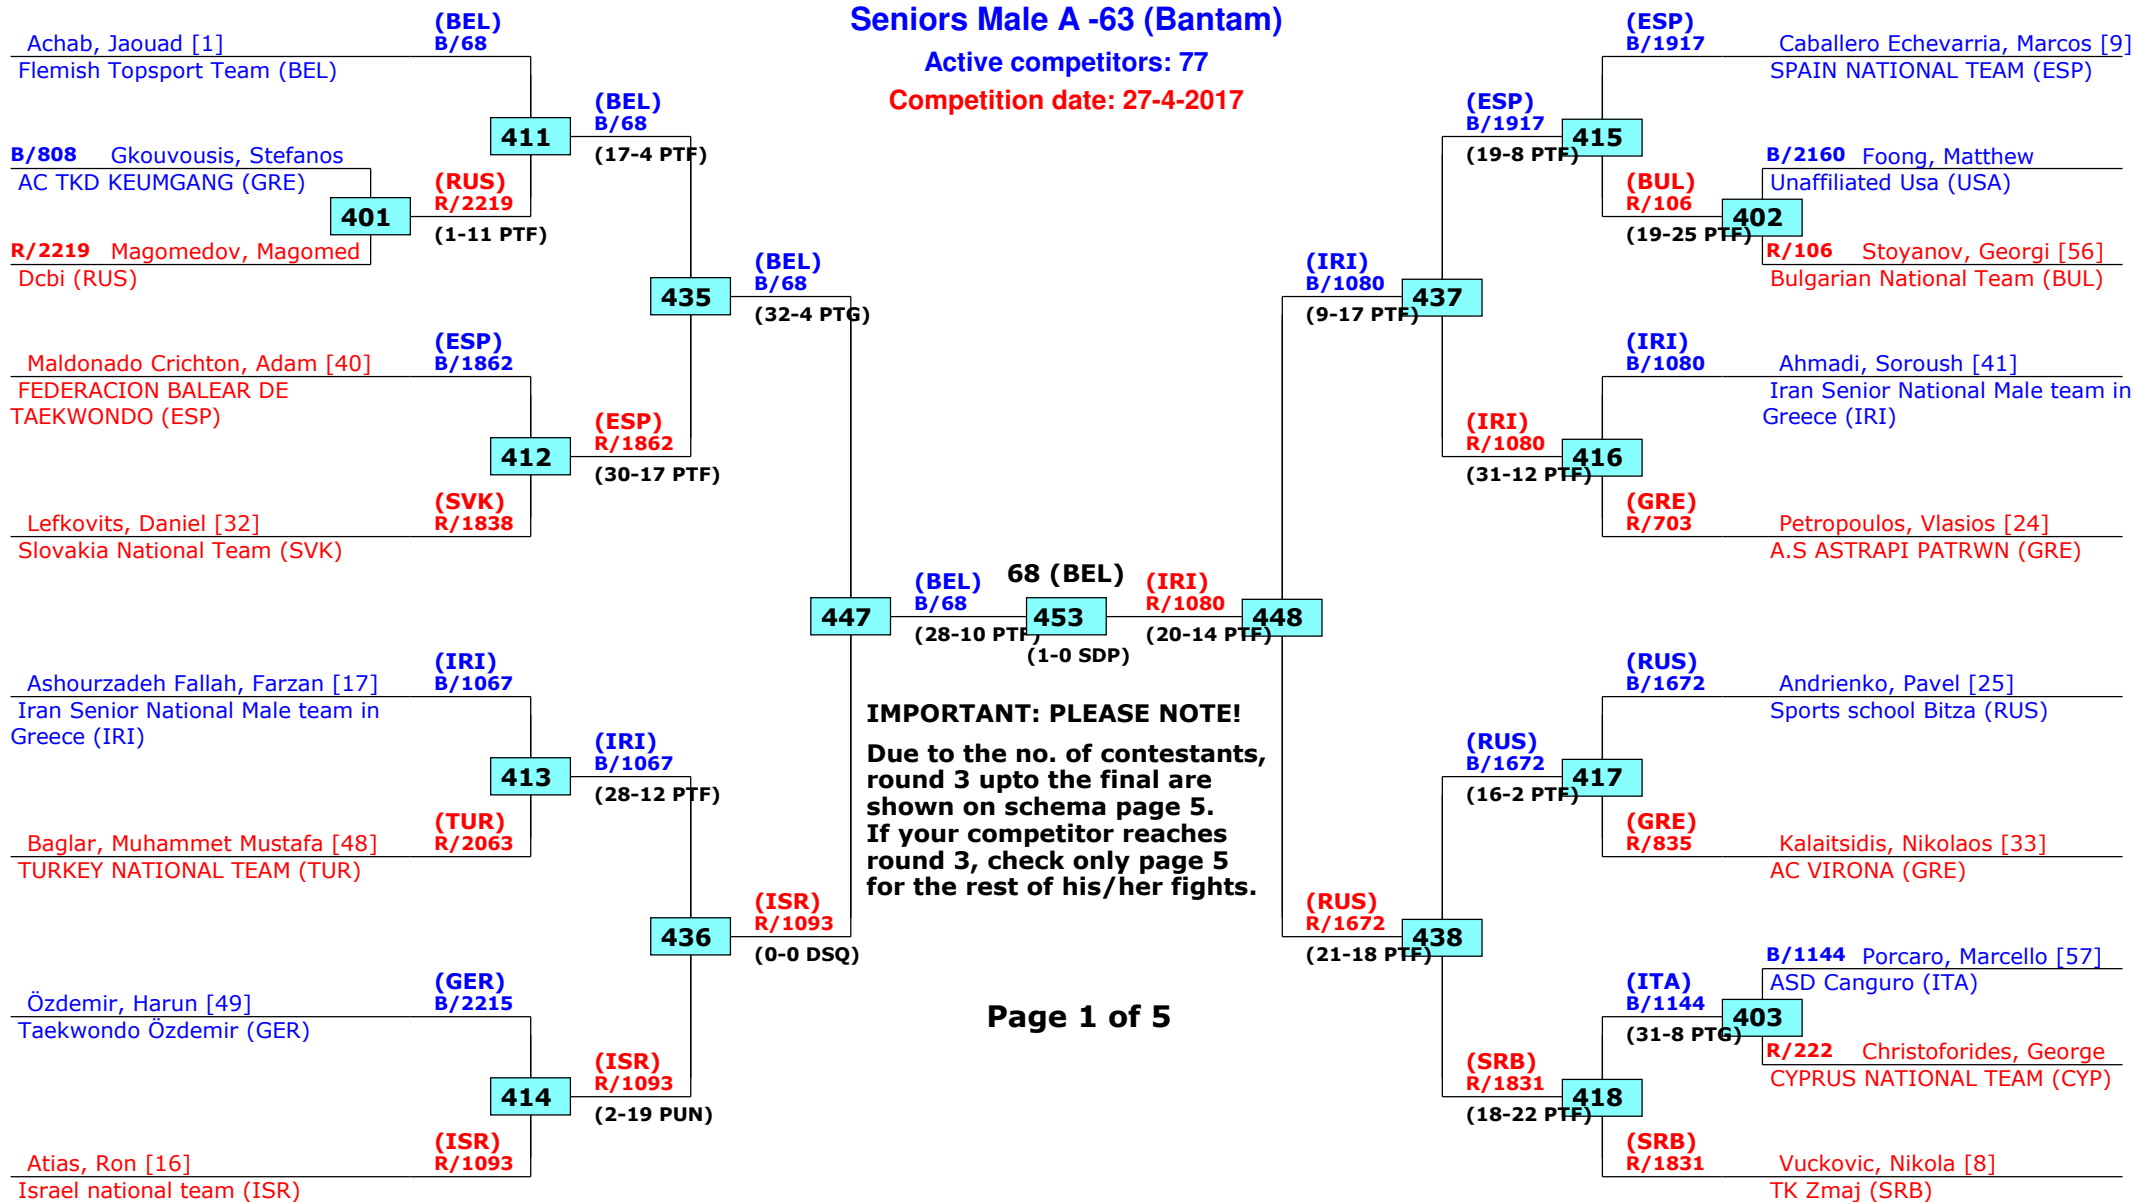 Seniors Male A -63 (Bantam)
Active competitors: 77
Competition date: 27-4-2017
Achab, Jaouad [1]
Flemish Topsport Team (BEL)
(BEL)
B/68
B/808 Gkouvousis, Stefanos
AC TKD KEUMGANG (GRE)
401
R/2219 Magomedov, Magomed
Dcbi (RUS)
(RUS)
R/2219
(1-11 PTF)
411
(BEL)
B/68
(17-4 PTF)
Maldonado Crichton, Adam [40]
FEDERACION BALEAR DE
TAEKWONDO (ESP)
(ESP)
B/1862
412
Lefkovits, Daniel [32]
Slovakia National Team (SVK)
(SVK)
R/1838
(ESP)
R/1862
(30-17 PTF)
435
(BEL)
B/68
(32-4 PTG)
Ashourzadeh Fallah, Farzan [17]
Iran Senior National Male team in
Greece (IRI)
(IRI)
B/1067
413
Baglar, Muhammet Mustafa [48]
TURKEY NATIONAL TEAM (TUR)
(TUR)
R/2063
(IRI)
B/1067
(28-12 PTF)
Özdemir, Harun [49]
Taekwondo Özdemir (GER)
(GER)
B/2215
414
Atias, Ron [16]
Israel national team (ISR)
(ISR)
R/1093
(ISR)
R/1093
(2-19 PUN)
436
(ISR)
R/1093
(0-0 DSQ)
447
(BEL)
B/68
(28-10 PTF)
68 (BEL)
453
(1-0 SDP)
(IRI)
R/1080
(20-14 PTF)
448
IMPORTANT: PLEASE NOTE!
Due to the no. of contestants,
round 3 upto the final are
shown on schema page 5.
If your competitor reaches
round 3, check only page 5
for the rest of his/her fights.
Page 1 of 5
(ESP)
B/1917
Caballero Echevarria, Marcos [9]
SPAIN NATIONAL TEAM (ESP)
(ESP)
B/1917
(19-8 PTF)
415
B/2160 Foong, Matthew
Unaffiliated Usa (USA)
(BUL)
R/106
(19-25 PTF)
402
R/106 Stoyanov, Georgi [56]
Bulgarian National Team (BUL)
(IRI)
B/1080
(9-17 PTF)
437
(IRI)
B/1080
Ahmadi, Soroush [41]
Iran Senior National Male team in
Greece (IRI)
(IRI)
R/1080
(31-12 PTF)
416
(GRE)
R/703
Petropoulos, Vlasios [24]
A.S ASTRAPI PATRWN (GRE)
(RUS)
B/1672
Andrienko, Pavel [25]
Sports school Bitza (RUS)
(RUS)
B/1672
(16-2 PTF)
417
(GRE)
R/835
Kalaitsidis, Nikolaos [33]
AC VIRONA (GRE)
(RUS)
R/1672
(21-18 PTF)
438
B/1144 Porcaro, Marcello [57]
ASD Canguro (ITA)
(ITA)
B/1144
(31-8 PTG)
403
R/222 Christoforides, George
CYPRUS NATIONAL TEAM (CYP)
(SRB)
R/1831
(18-22 PTF)
418
(SRB)
R/1831
Vuckovic, Nikola [8]
TK Zmaj (SRB)